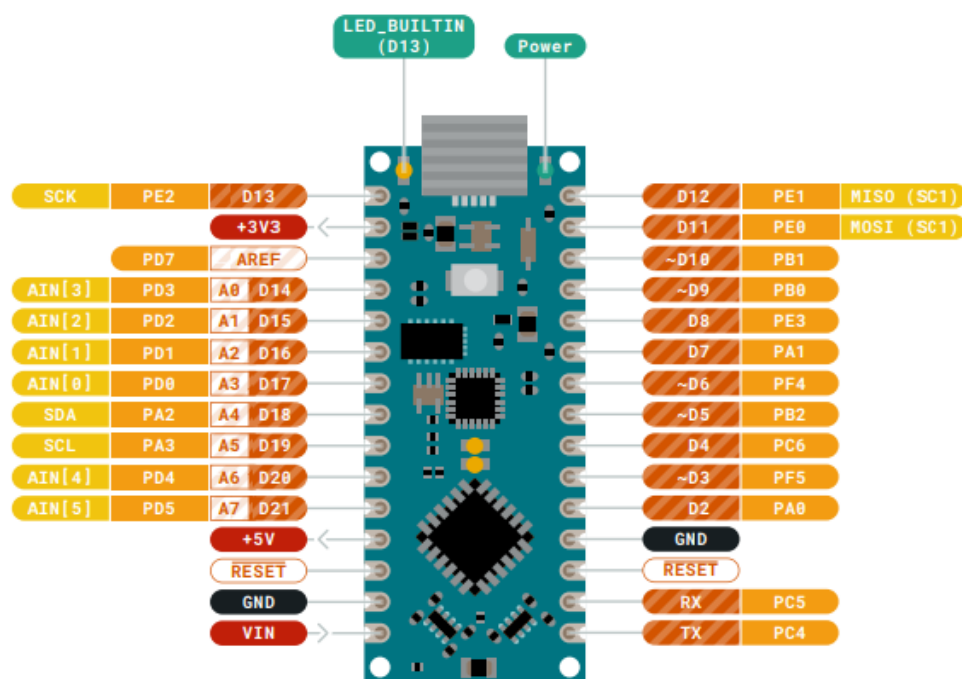 LED_BUILTIN
(D13)
Power
SCK PE2 D13
D12 PE1 MISO (SC1)
+3V3
D11 PE0 MOSI (SC1)
PD7 AREF
~D10 PB1
AIN[3] PD3 A0 D14
~D9 PB0
AIN[2] PD2 A1 D15
D8 PE3
AIN[1] PD1 A2 D16
D7 PA1
AIN[0] PD0 A3 D17
~D6 PF4
SDA PA2 A4 D18
~D5 PB2
SCL PA3 A5 D19
D4 PC6
AIN[4] PD4 A6 D20
~D3 PF5
AIN[5] PD5 A7 D21
D2 PA0
+5V
GND
RESET
RESET
GND
RX PC5
VIN
TX PC4